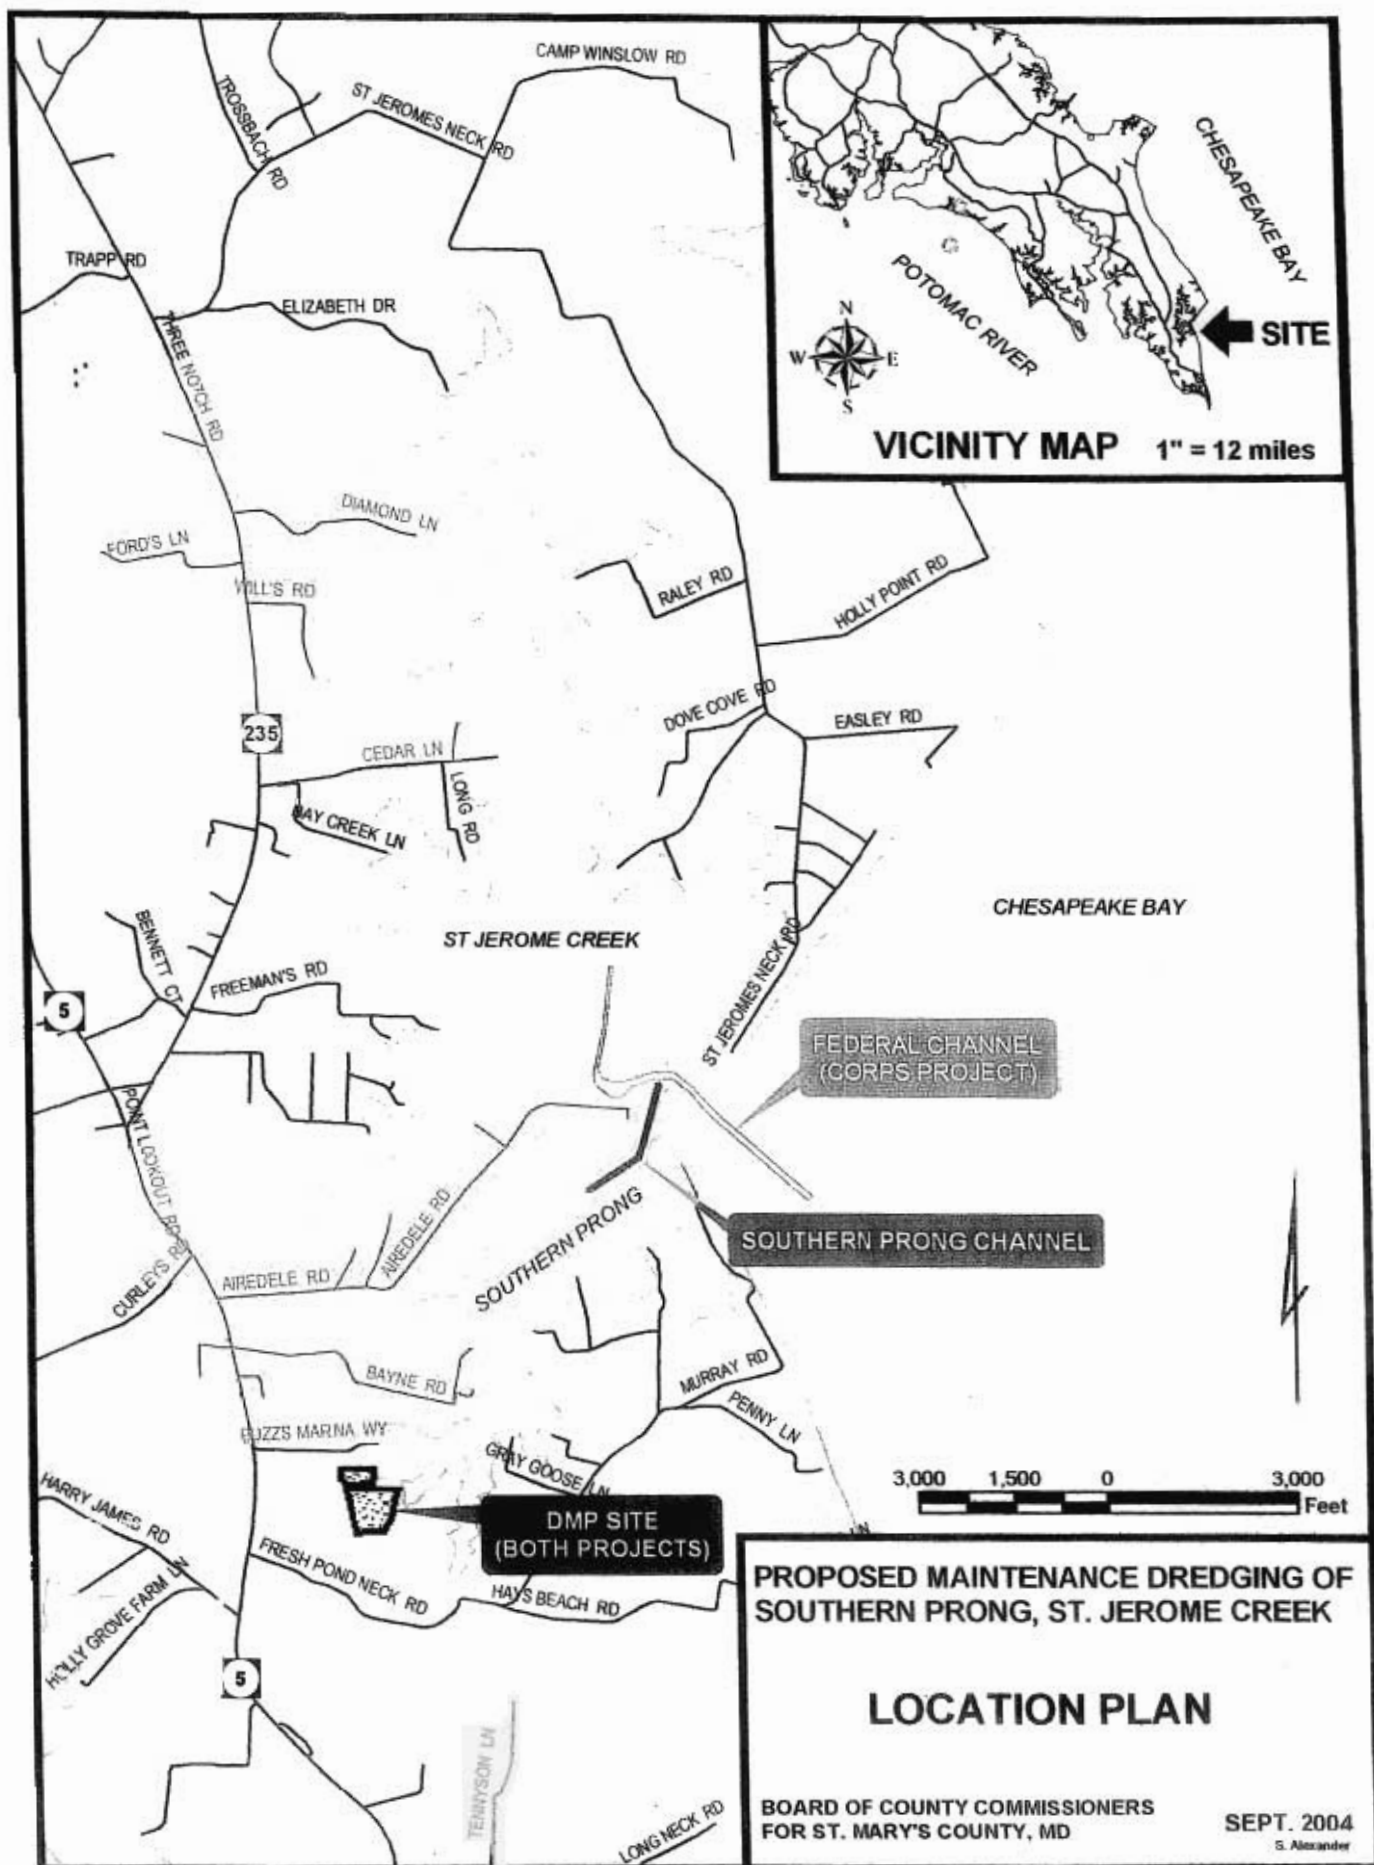 CAMP WINSLOW RD
TROSSBACH RD
ST JEROMES NECK RD
TRAPP RD
ELIZABETH DR
THREE NOTCH RD
CHESAPEAKE BAY
POTOMAC RIVER
N
W E
S
SITE
VICINITY MAP 1" = 12 miles
DIAMOND LN
FORD'S LN
WILL'S RD
RALEY RD
HOLLY POINT RD
DOVE COVE RD
EASLEY RD
235
CEDAR LN
LONG RD
BAY CREEK LN
CHESAPEAKE BAY
ST JEROME CREEK
BENNETT CT
FREEMAN'S RD
5
ST JEROMES NECK RD
FEDERAL CHANNEL
(CORPS PROJECT)
POINT LOOKOUT RD
AIREDELE RD
SOUTHERN PRONG
SOUTHERN PRONG CHANNEL
CURLEYS RD
AIREDELE RD
BAYNE RD
MURRAY RD
PENNY LN
BUZZS MARINA WY
GRAY GOOSE LN
3,000 1,500 0 3,000
Feet
HARRY JAMES RD
DMP SITE
(BOTH PROJECTS)
LN
FRESH POND NECK RD
HAYS BEACH RD
HOLLY GROVE FARM LN
5
TENNYSON LN
LONG NECK RD
PROPOSED MAINTENANCE DREDGING OF
SOUTHERN PRONG, ST. JEROME CREEK
LOCATION PLAN
BOARD OF COUNTY COMMISSIONERS
FOR ST. MARY'S COUNTY, MD
SEPT. 2004
S. Alexander